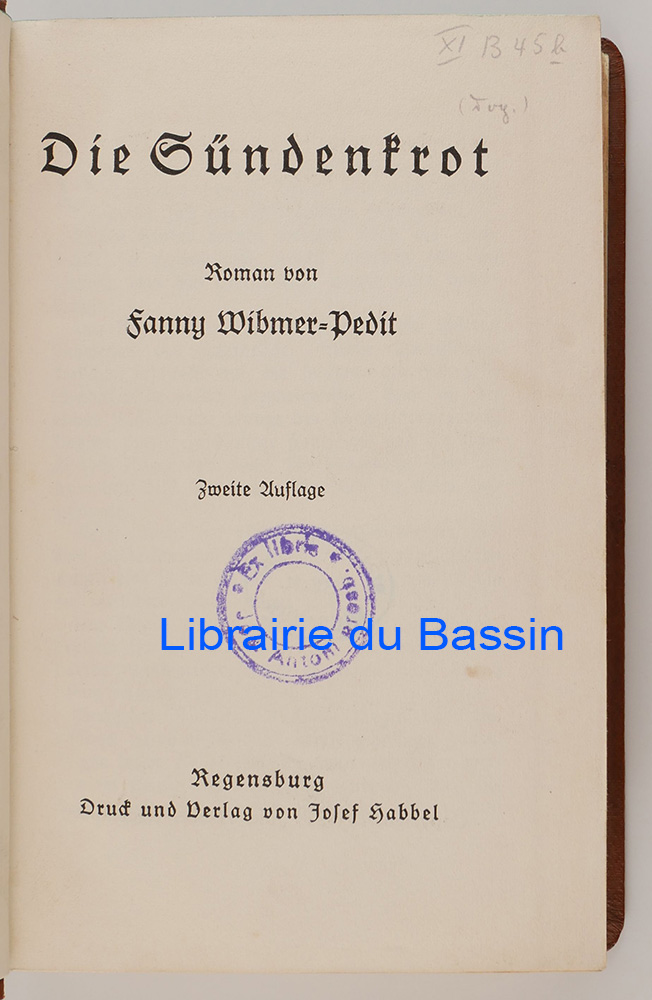 XI B 45 b
Die Sündenkrot
Roman von
Fanny Wibmer-Pedit
Zweite Auflage
Ex libris
Anton
Librairie du Bassin
Regensburg
Druck und Verlag von Josef Habbel